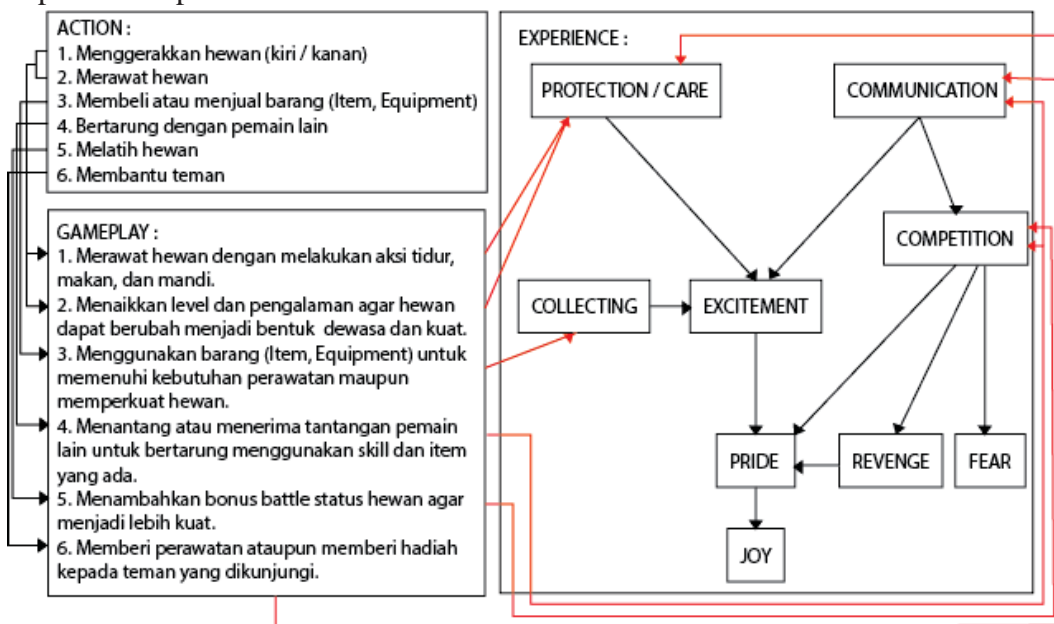 ACTION :
1. Menggerakkan hewan (kiri / kanan)
2. Merawat hewan
3. Membeli atau menjual barang (Item, Equipment)
4. Bertarung dengan pemain lain
5. Melatih hewan
6. Membantu teman
GAMEPLAY :
1. Merawat hewan dengan melakukan aksi tidur,
makan, dan mandi.
2. Menaikkan level dan pengalaman agar hewan
dapat berubah menjadi bentuk dewasa dan kuat.
3. Menggunakan barang (Item, Equipment) untuk
memenuhi kebutuhan perawatan maupun
memperkuat hewan.
4. Menantang atau menerima tantangan pemain
lain untuk bertarung menggunakan skill dan item
yang ada.
5. Menambahkan bonus battle status hewan agar
menjadi lebih kuat.
6. Memberi perawatan ataupun memberi hadiah
kepada teman yang dikunjungi.
EXPERIENCE :
PROTECTION / CARE
COMMUNICATION
COMPETITION
COLLECTING
EXCITEMENT
PRIDE
REVENGE
FEAR
JOY